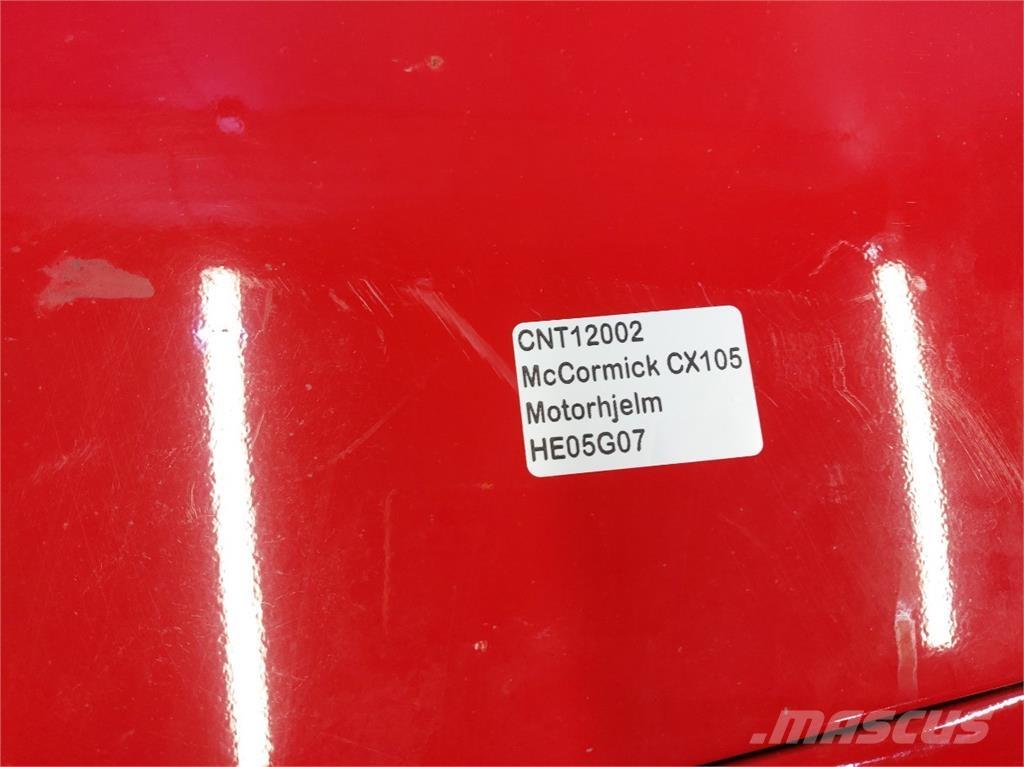 CNT12002
McCormick CX105
Motorhjelm
HE05G07
MASCUS